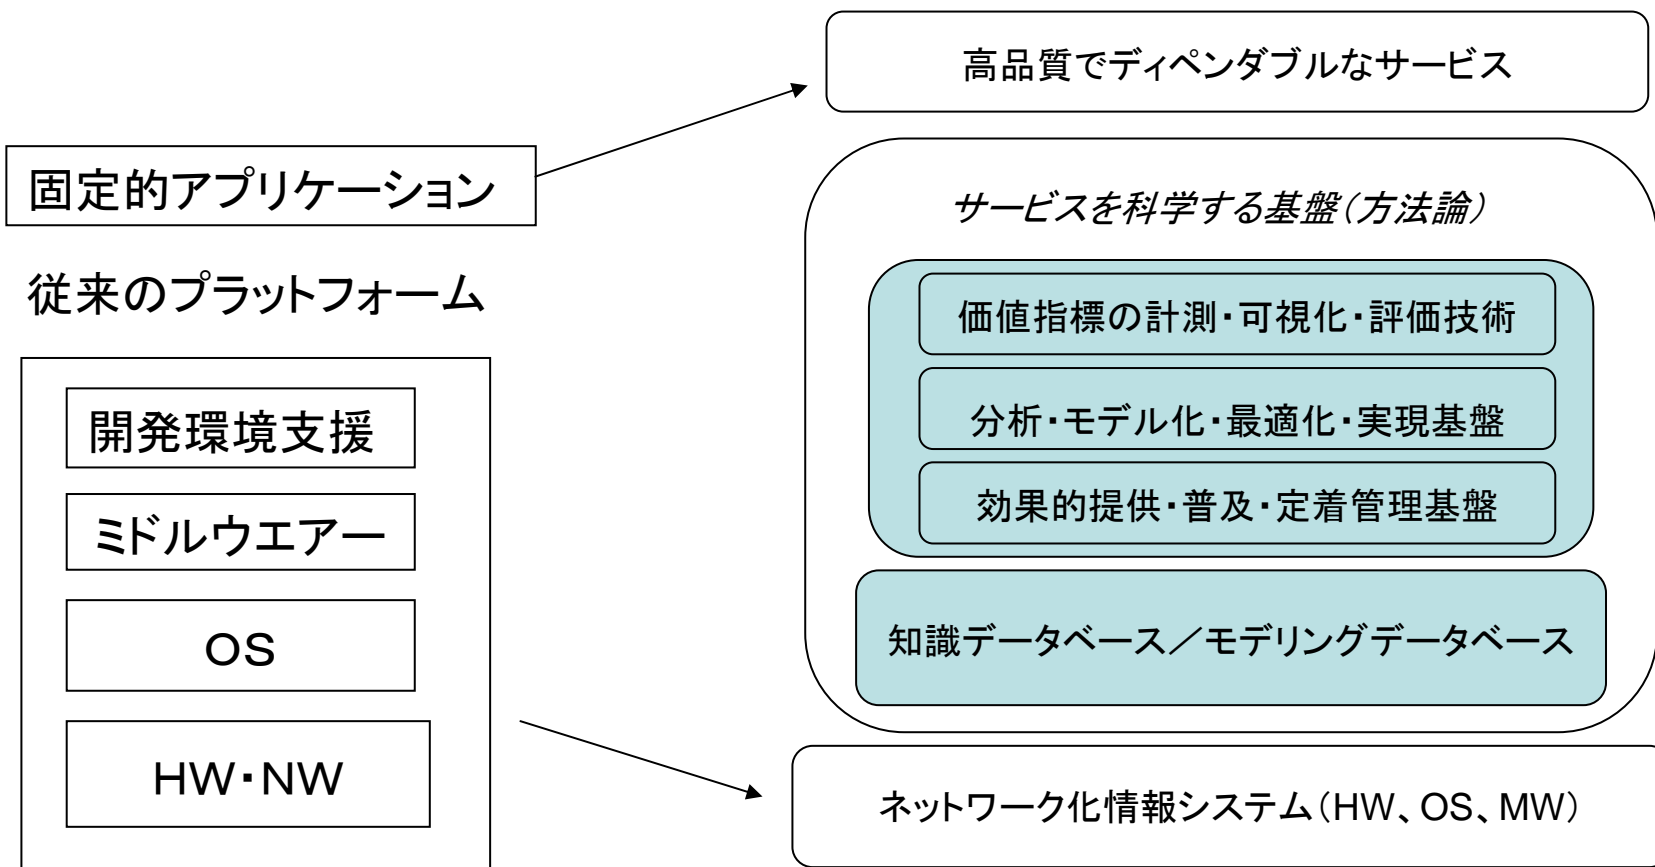 固定的アプリケーション
従来のプラットフォーム
開発環境支援
ミドルウエアー
OS
HW・NW
高品質でディペンダブルなサービス
サービスを科学する基盤（方法論）
価値指標の計測・可視化・評価技術
分析・モデル化・最適化・実現基盤
効果的提供・普及・定着管理基盤
知識データベース／モデリングデータベース
ネットワーク化情報システム（HW、OS、MW）